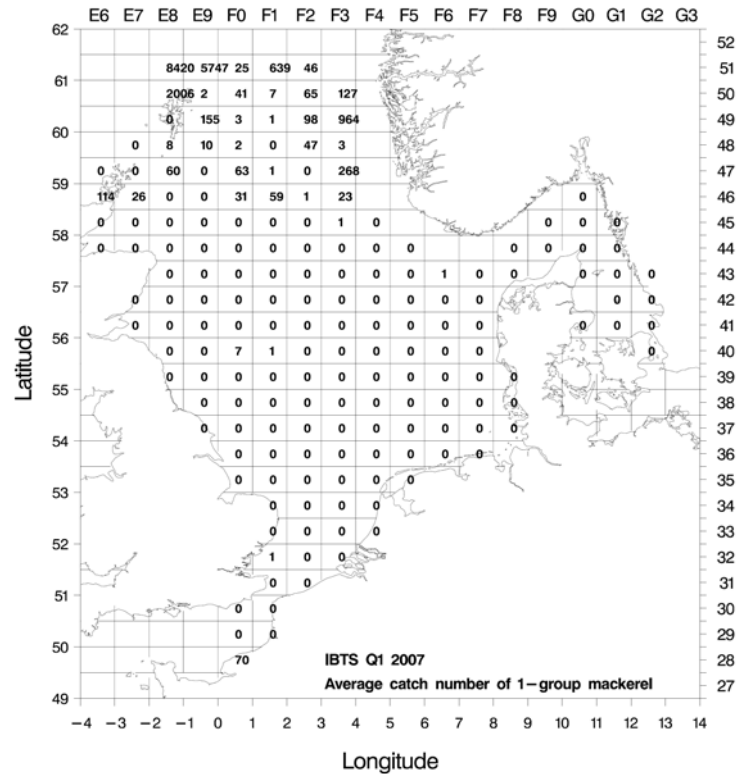 E6 E7 E8 E9 F0 F1 F2 F3 F4 F5 F6 F7 F8 F9 G0 G1 G2 G3
62
52
8420 5747 25 639 46 51
61
2006 2 41 7 65 127 50
0 155 3 1 98 964 49
60
0 8 10 2 0 47 3 48
0 0 60 0 63 1 0 268 47
59
114 26 0 0 31 59 1 23 0 46
0 0 0 0 0 0 0 1 0 0 0 0 45
58
0 0 0 0 0 0 0 0 0 0 0 0 0 0 44
0 0 0 0 0 0 0 0 1 0 0 0 0 0 43
57
0 0 0 0 0 0 0 0 0 0 0 0 0 42
0 0 0 0 0 0 0 0 0 0 0 0 0 0 41
56
0 0 7 1 0 0 0 0 0 0 0 40
0 0 0 0 0 0 0 0 0 0 0 39
55
0 0 0 0 0 0 0 0 0 0 38
0 0 0 0 0 0 0 0 0 0 37
54
0 0 0 0 0 0 0 0 36
0 0 0 0 0 0 35
53
0 0 0 0 34
0 0 0 0 33
52
1 0 0 32
0 0 31
51
0 0 30
0 0 29
50
70 IBTS Q1 2007 28
Average catch number of 1-group mackerel 27
49
-4 -3 -2 -1 0 1 2 3 4 5 6 7 8 9 10 11 12 13 14
Latitude
Longitude